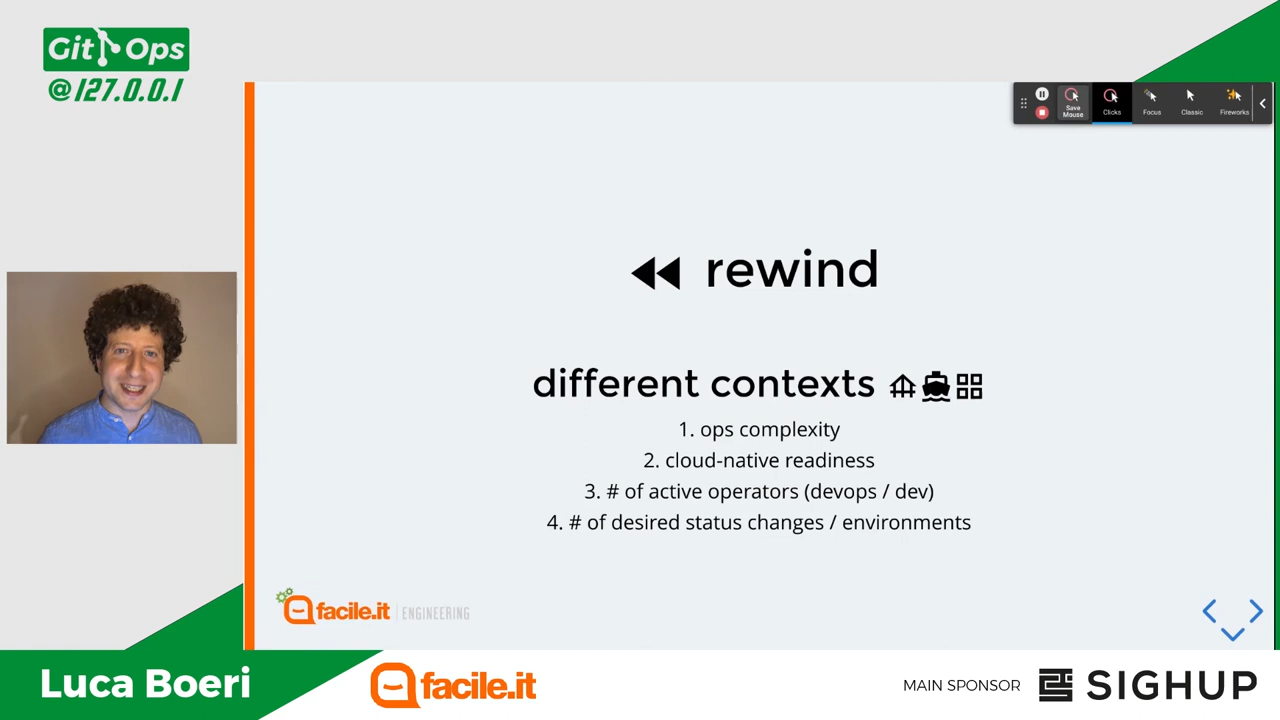 Git Ops
@127.0.0.1
Save Mouse
Clicks
Focus
Classic
Fireworks
rewind
different contexts
1. ops complexity
2. cloud-native readiness
3. # of active operators (devops / dev)
4. # of desired status changes / environments
facile.it ENGINEERING
Luca Boeri
facile.it
MAIN SPONSOR
SIGHUP